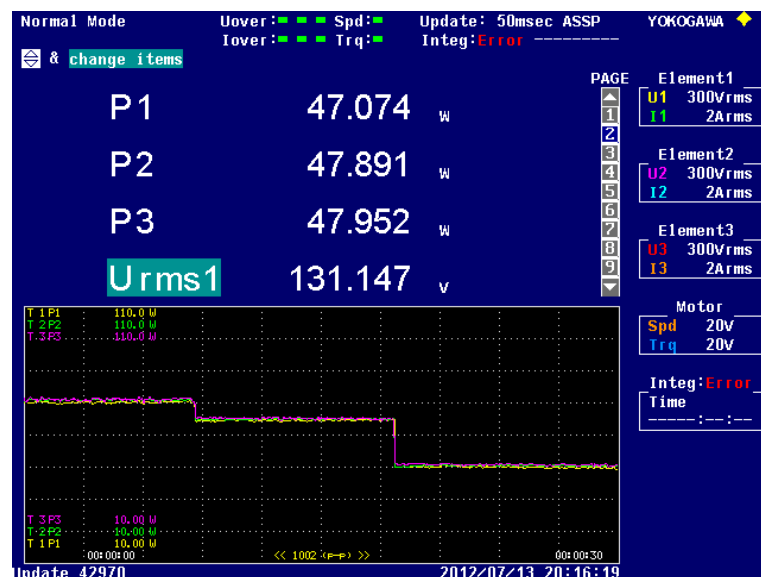 Normal Mode Uover: Spd: Update: 50msec ASSP YOKOGAWA
Iover: Trq: Integ:Error ---------
& change items
PAGE
P1 47.074 W
P2 47.891 W
P3 47.952 W
Urms1 131.147 V
1
2
3
4
5
6
7
8
9
Element1
U1 300Vrms
I1 2Arms
Element2
U2 300Vrms
I2 2Arms
Element3
U3 300Vrms
I3 2Arms
Motor
Spd 20V
Trq 20V
Integ:Error
Time
-----:--:--
T 1 P1 110.0 W
T 2 P2 110.0 W
T 3 P3 110.0 W
T 3 P3 10.00 W
T 2 P2 10.00 W
T 1 P1 10.00 W
00:00:00 << 1002 (p-p) >> 00:00:30
Update 42970 2012/07/13 20:16:19